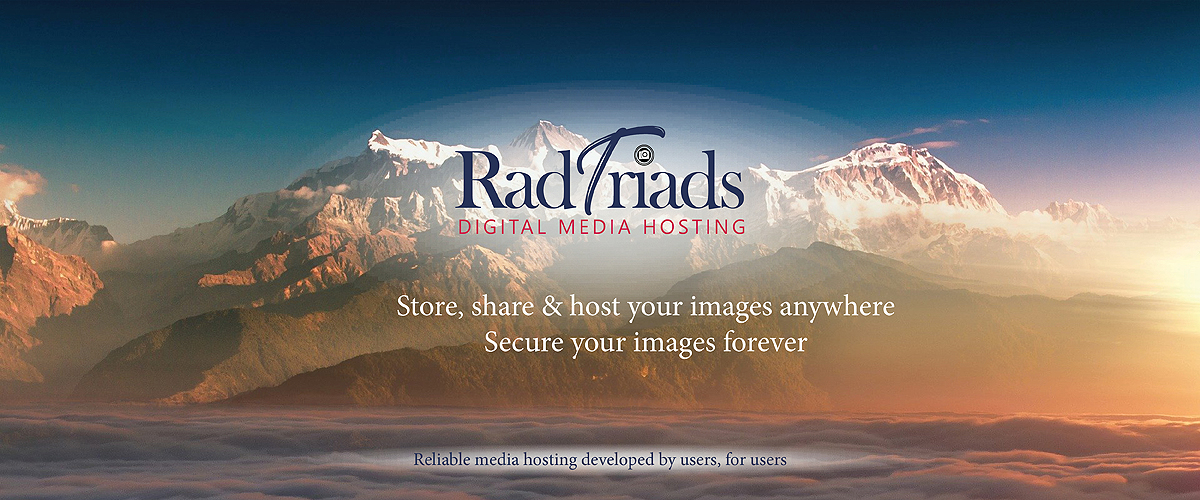 RadTriads
DIGITAL MEDIA HOSTING
Store, share & host your images anywhere
Secure your images forever
Reliable media hosting developed by users, for users